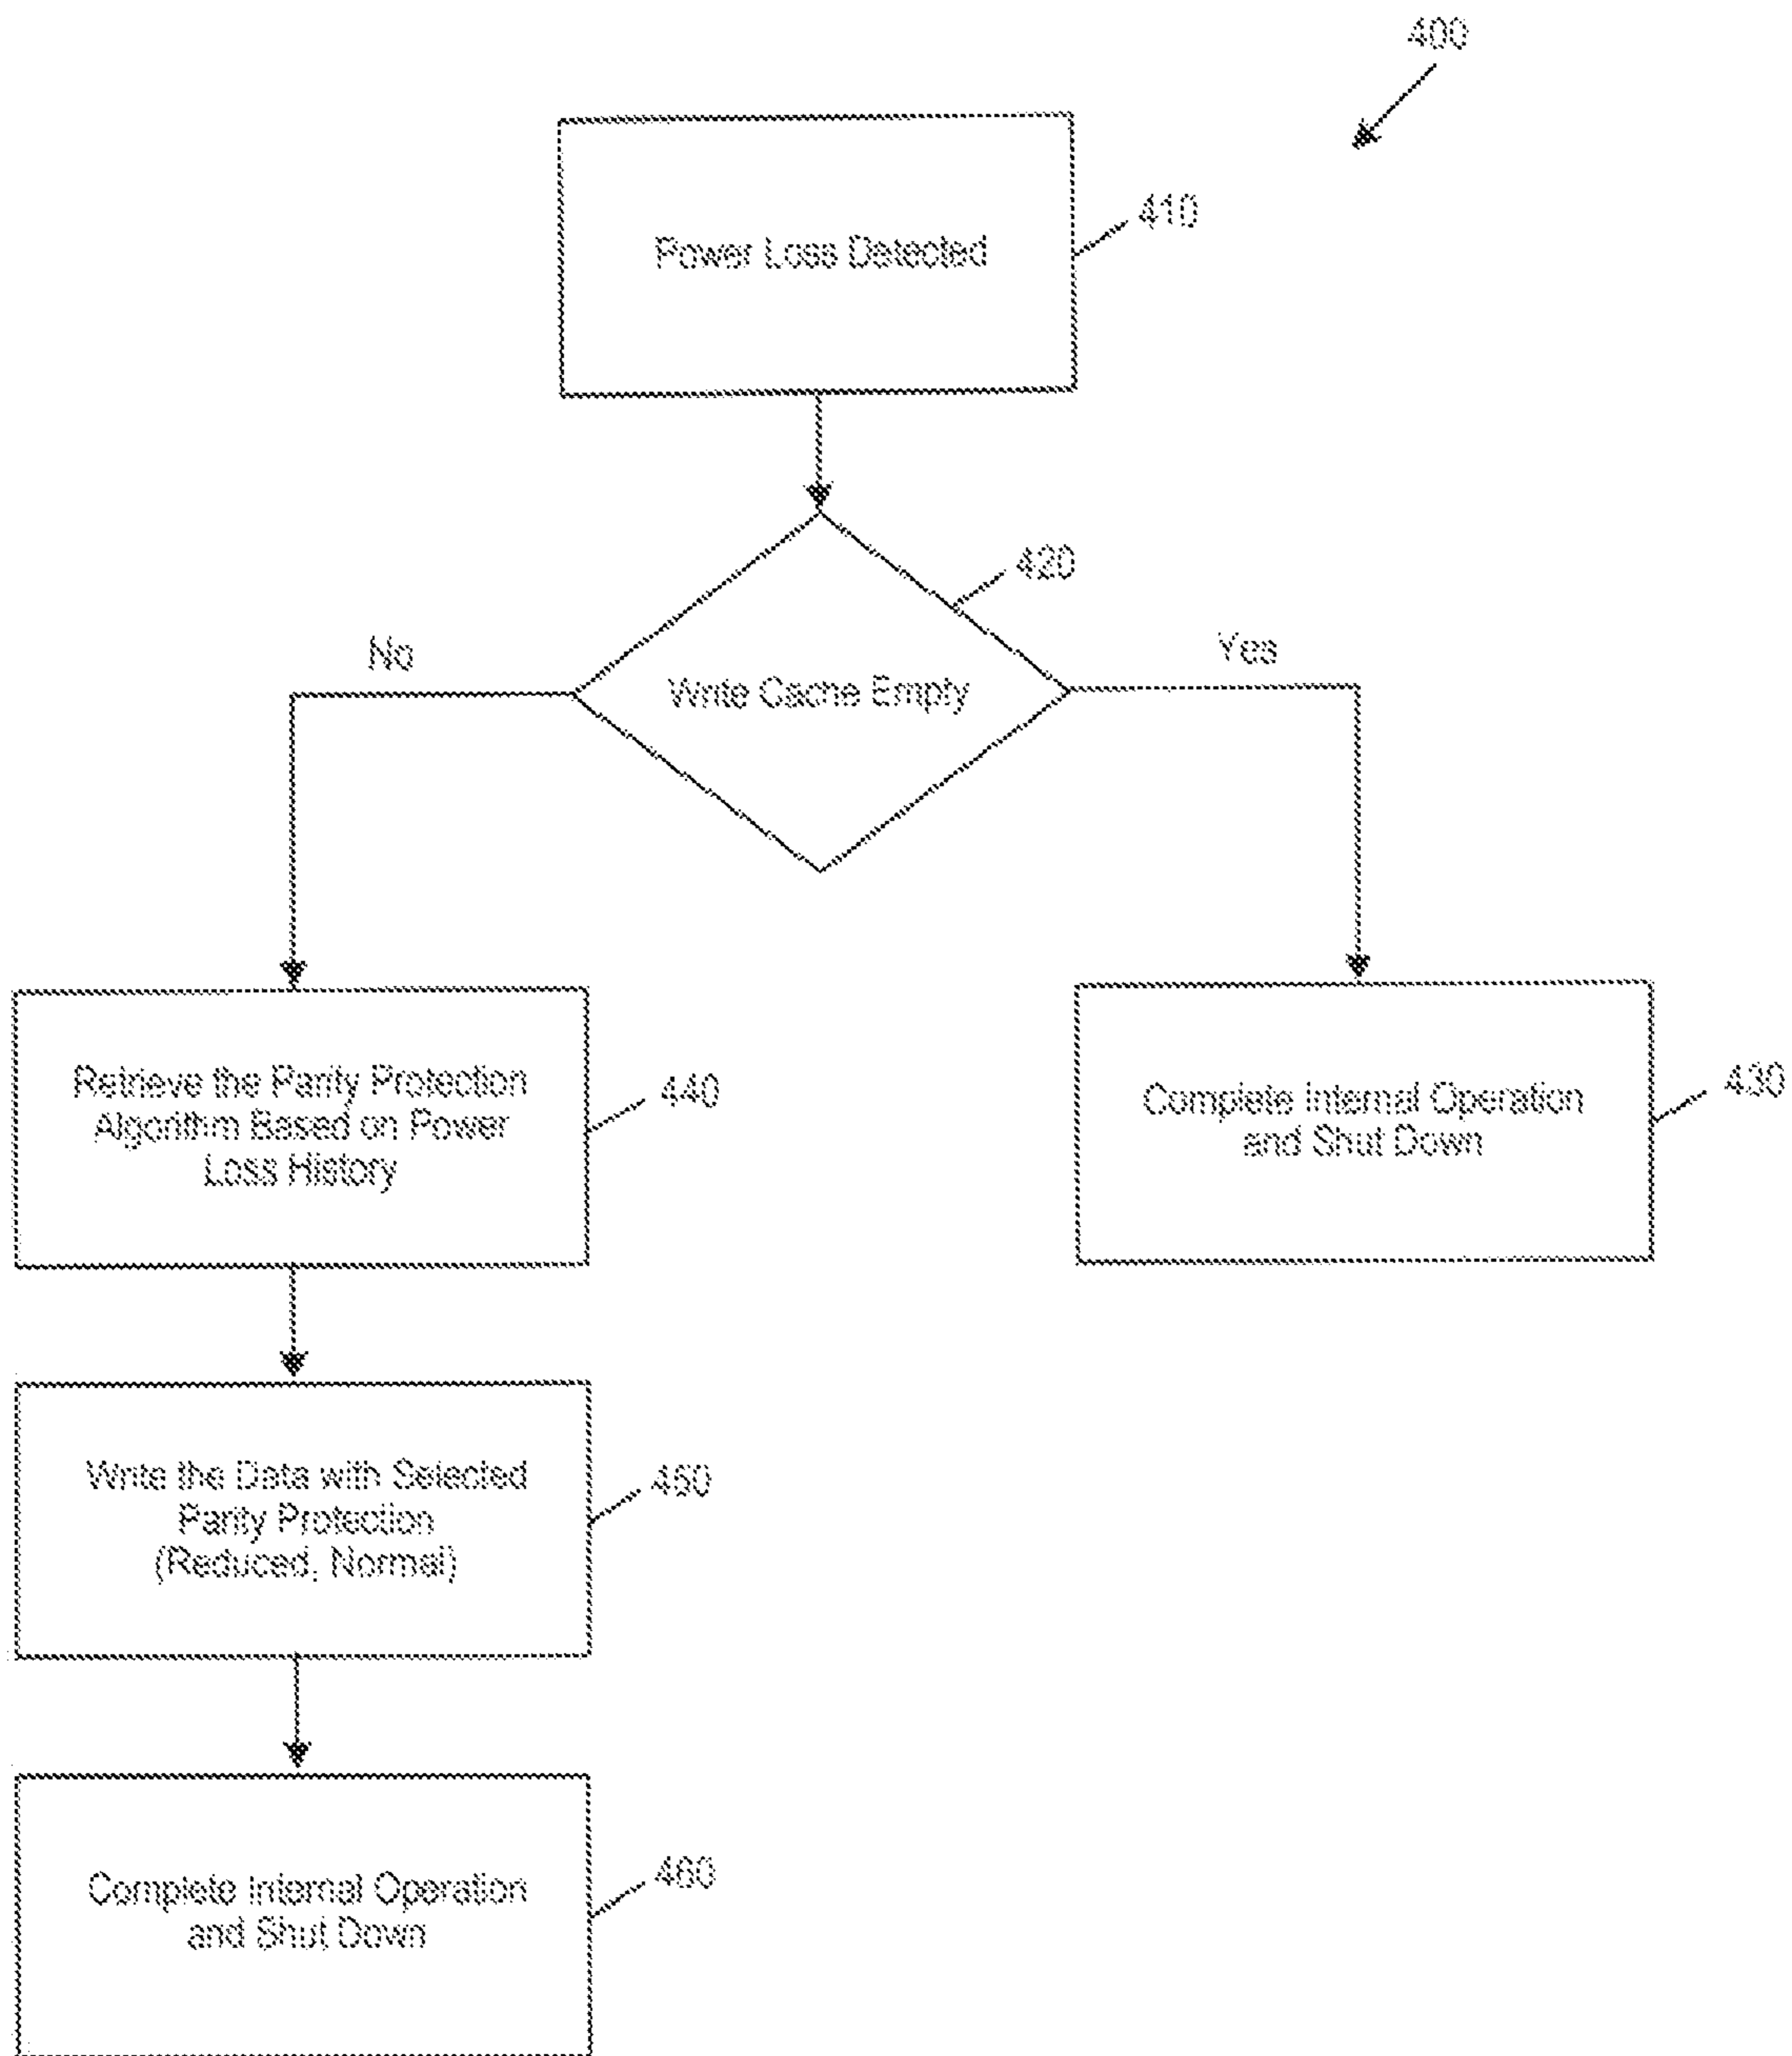 400
Power Loss Detected
410
420
No
Yes
Write Cache Empty
Retrieve the Parity Protection
Algorithm Based on Power
Loss History
440
Complete Internal Operation
and Shut Down
430
Write the Data with Selected
Parity Protection
(Reduced, Normal)
450
Complete Internal Operation
and Shut Down
460